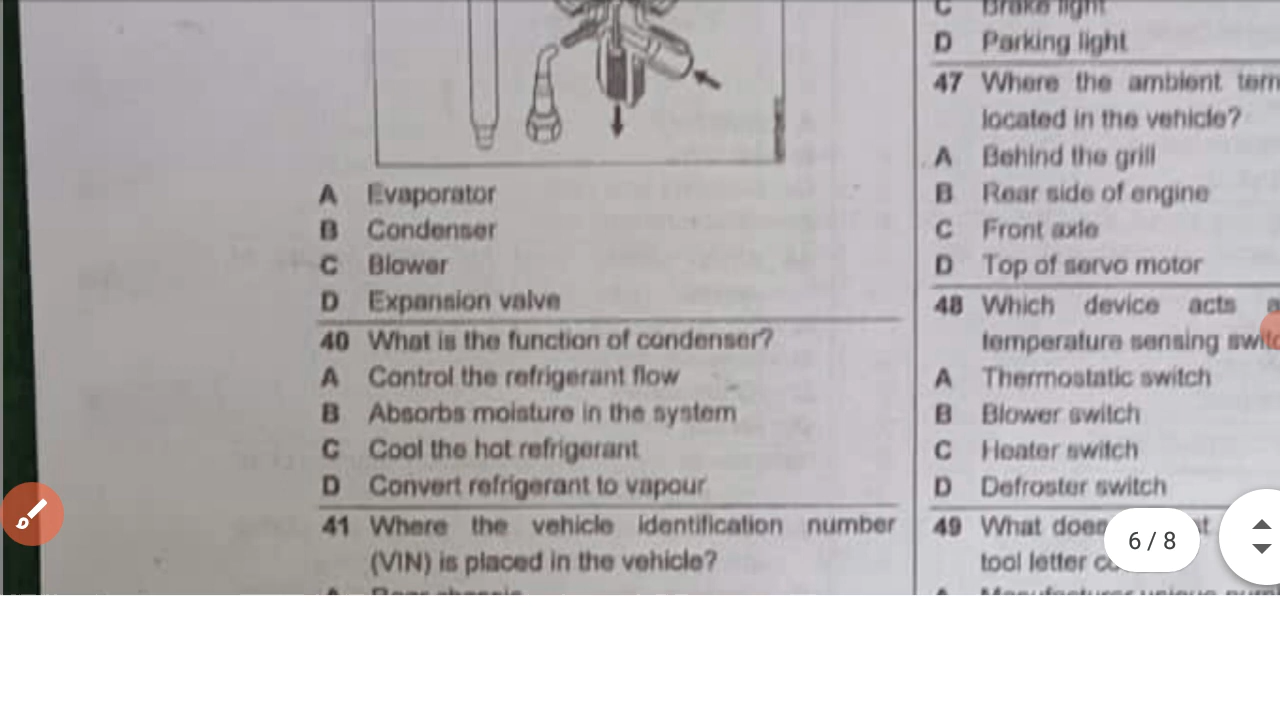 A Evaporator
B Condenser
C Blower
D Expansion valve
40 What is the function of condenser?
A Control the refrigerant flow
B Absorbs moisture in the system
C Cool the hot refrigerant
D Convert refrigerant to vapour
41 Where the vehicle identification number
(VIN) is placed in the vehicle?
C Brake light
D Parking light
47 Where the ambient
located in the vehicle?
A Behind the grill
B Rear side of engine
C Front axle
D Top of servo motor
48 Which device acts
temperature sensing
A Thermostatic switch
B Blower switch
C Heater switch
D Defroster switch
49 What
tool letter
6 / 8